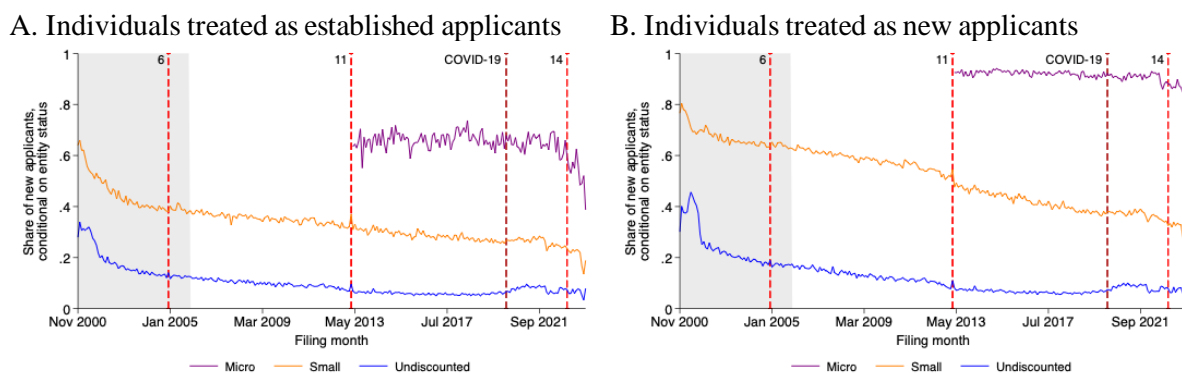 A. Individuals treated as established applicants
Share of new applicants,
conditional on entity status
1
.8
.6
.4
.2
0
6
11
COVID-19
14
Nov 2000
Jan 2005
Mar 2009
May 2013
Jul 2017
Sep 2021
Filing month
Micro
Small
Undiscounted
B. Individuals treated as new applicants
Share of new applicants,
conditional on entity status
1
.8
.6
.4
.2
0
6
11
COVID-19
14
Nov 2000
Jan 2005
Mar 2009
May 2013
Jul 2017
Sep 2021
Filing month
Micro
Small
Undiscounted